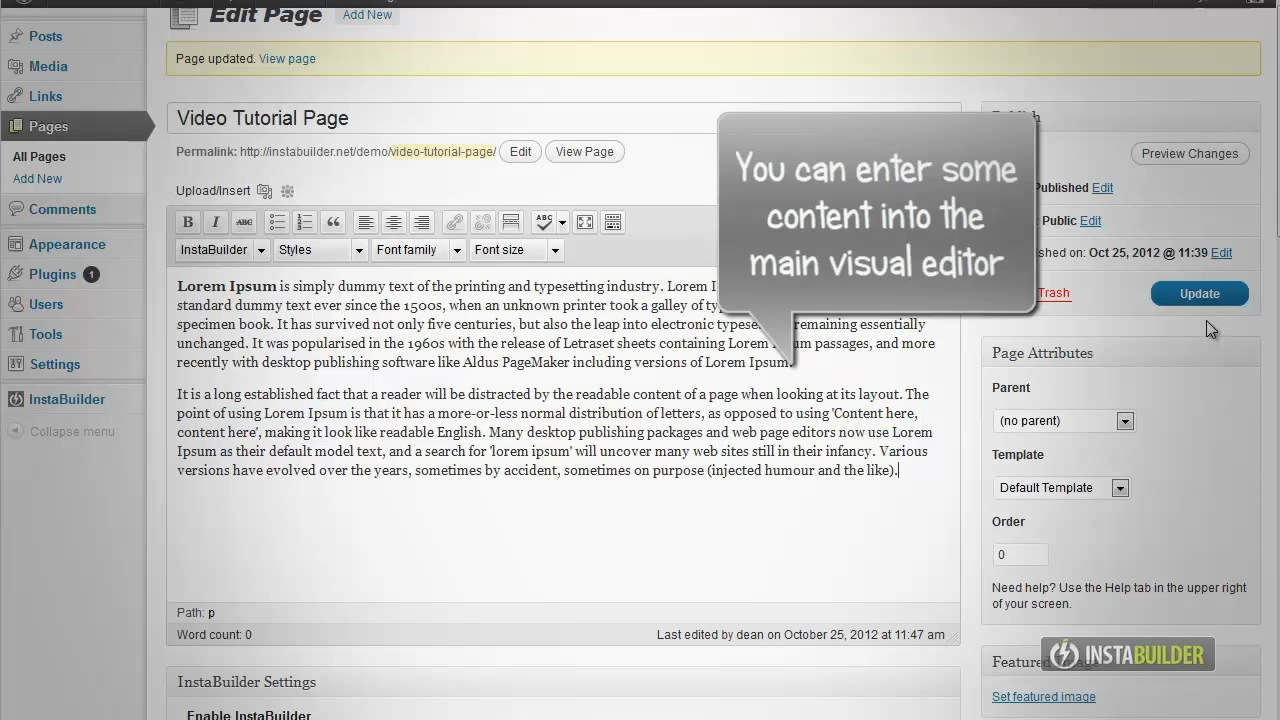 Edit Page
Add New
Posts
Media
Links
Pages
All Pages
Add New
Comments
Appearance
Plugins 1
Users
Tools
Settings
InstaBuilder
Collapse menu
Page updated. View page
Video Tutorial Page
Permalink: http://instabuilder.net/demo/video-tutorial-page/ Edit View Page
Upload/Insert
B I ABC ABC
InstaBuilder Styles Font family Font size
Lorem Ipsum is simply dummy text of the printing and typesetting industry. Lorem I
standard dummy text ever since the 1500s, when an unknown printer took a galley of ty
specimen book. It has survived not only five centuries, but also the leap into electronic typese remaining essentially
unchanged. It was popularised in the 1960s with the release of Letraset sheets containing Lorem um passages, and more
recently with desktop publishing software like Aldus PageMaker including versions of Lorem Ipsum.
It is a long established fact that a reader will be distracted by the readable content of a page when looking at its layout. The
point of using Lorem Ipsum is that it has a more-or-less normal distribution of letters, as opposed to using 'Content here,
content here', making it look like readable English. Many desktop publishing packages and web page editors now use Lorem
Ipsum as their default model text, and a search for 'lorem ipsum' will uncover many web sites still in their infancy. Various
versions have evolved over the years, sometimes by accident, sometimes on purpose (injected humour and the like).
Path: p
Word count: 0
Last edited by dean on October 25, 2012 at 11:47 am
InstaBuilder Settings
Enable InstaBuilder
You can enter some
content into the
main visual editor
Preview Changes
Published Edit
Public Edit
shed on: Oct 25, 2012 @ 11:39 Edit
Trash
Update
Page Attributes
Parent
(no parent)
Template
Default Template
Order
0
Need help? Use the Help tab in the upper right
of your screen.
Featured Image
INSTABUILDER
Set featured image